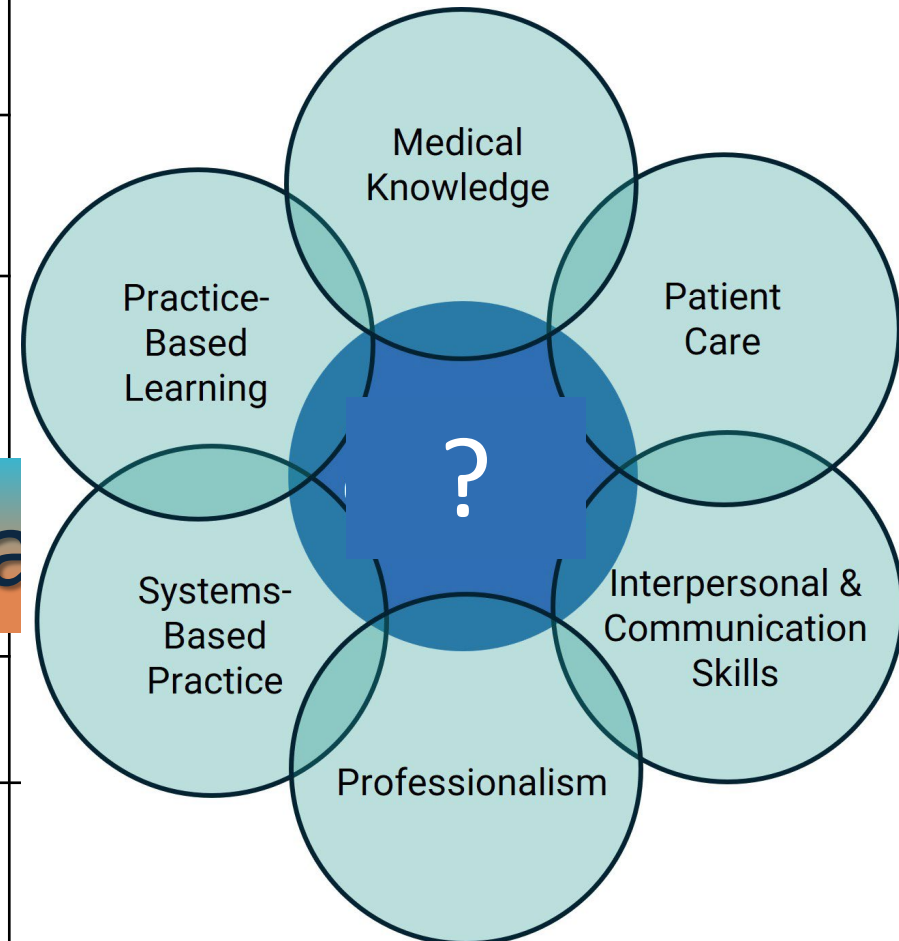 Medical
Knowledge
Practice-
Based
Learning
Patient
Care
?
a
Systems-
Based
Practice
Interpersonal &
Communication
Skills
Professionalism